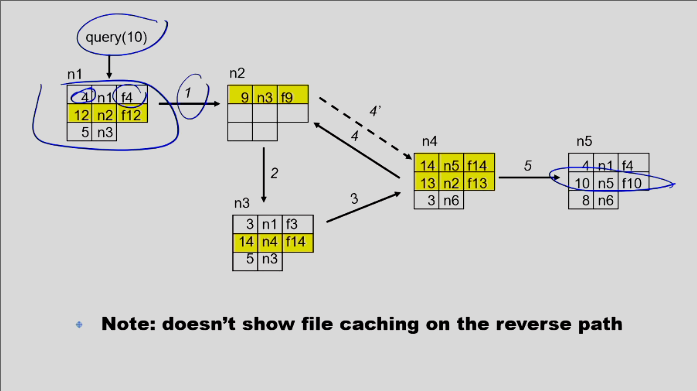 query(10)
n1
4 n1 f4
12 n2 f12
5 n3
1
n2
9 n3 f9
4'
4
2
n4
14 n5 f14
13 n2 f13
3 n6
5
n5
4 n1 f4
10 n5 f10
8 n6
n3
3 n1 f3
14 n4 f14
5 n3
3
Note: doesn't show file caching on the reverse path